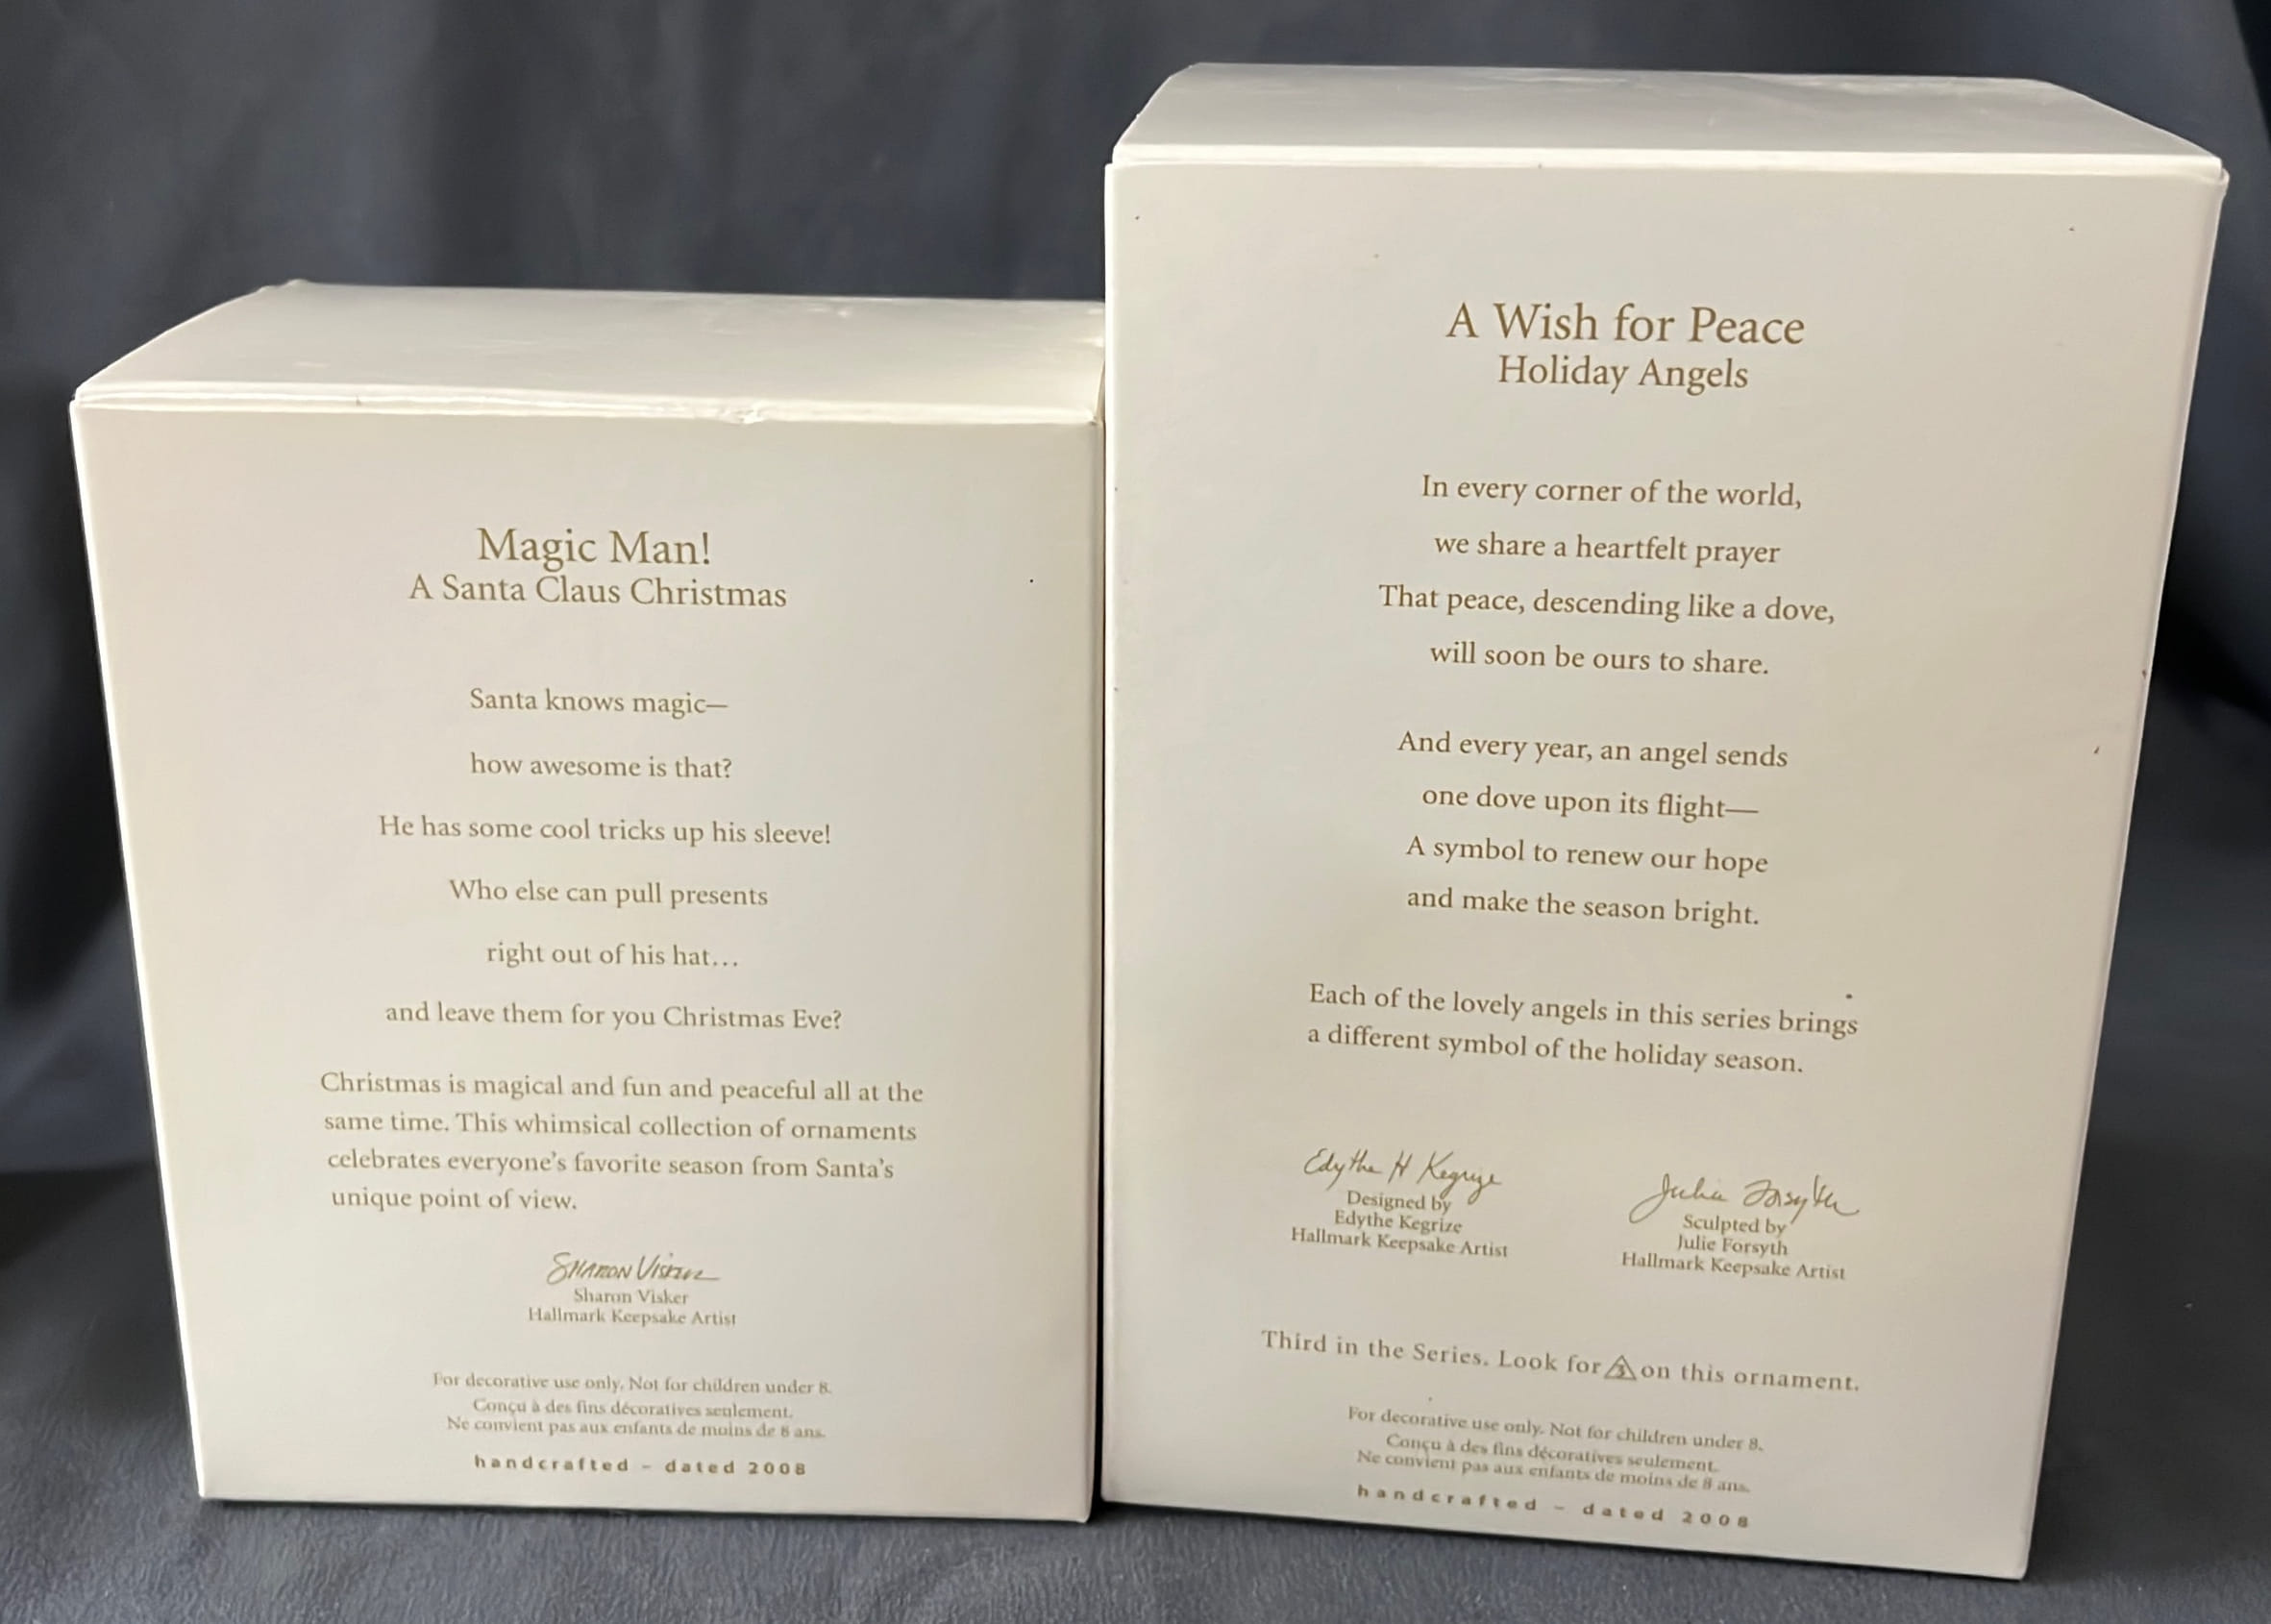 Magic Man!
A Santa Claus Christmas
Santa knows magic—
how awesome is that?
He has some cool tricks up his sleeve!
Who else can pull presents
right out of his hat...
and leave them for you Christmas Eve?
Christmas is magical and fun and peaceful all at the
same time. This whimsical collection of ornaments
celebrates everyone's favorite season from Santa's
unique point of view.
Sharon Visker
Sharon Visker
Hallmark Keepsake Artist
For decorative use only. Not for children under 8.
Conçu à des fins décoratives seulement.
Ne convient pas aux enfants de moins de 8 ans.
handcrafted – dated 2008
A Wish for Peace
Holiday Angels
In every corner of the world,
we share a heartfelt prayer
That peace, descending like a dove,
will soon be ours to share.
And every year, an angel sends
one dove upon its flight—
A symbol to renew our hope
and make the season bright.
Each of the lovely angels in this series brings
a different symbol of the holiday season.
Edythe H Kegrize
Designed by
Edythe Kegrize
Hallmark Keepsake Artist
Julie Forsyth
Sculpted by
Julie Forsyth
Hallmark Keepsake Artist
Third in the Series. Look for 3 on this ornament.
For decorative use only. Not for children under 8.
Conçu à des fins décoratives seulement.
Ne convient pas aux enfants de moins de 8 ans.
handcrafted – dated 2008